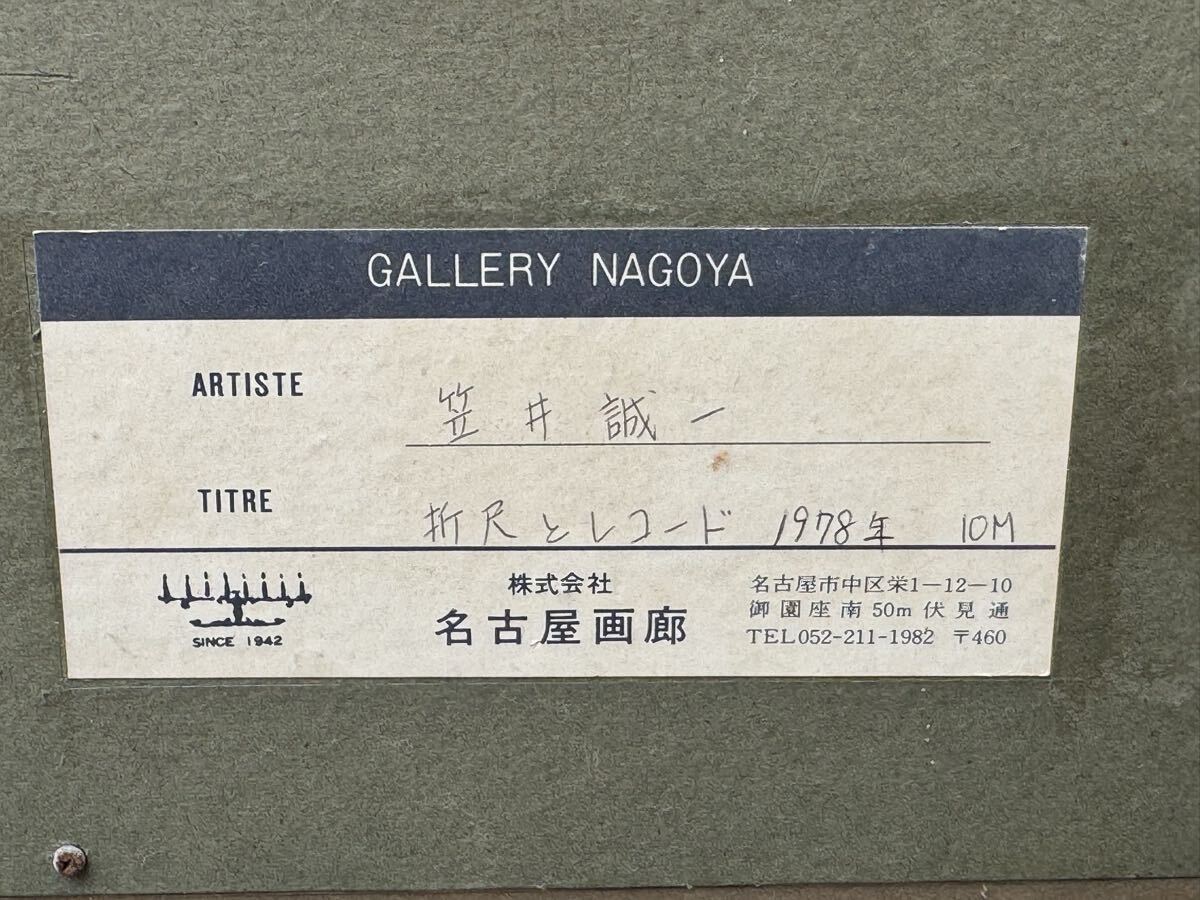 GALLERY NAGOYA
ARTISTE 笠井誠一
TITRE 折尺とレコード 1978年 10M
SINCE 1942
株式会社
名古屋画廊
名古屋市中区栄1-12-10
御園座南50m伏見通
TEL052-211-1982 〒460